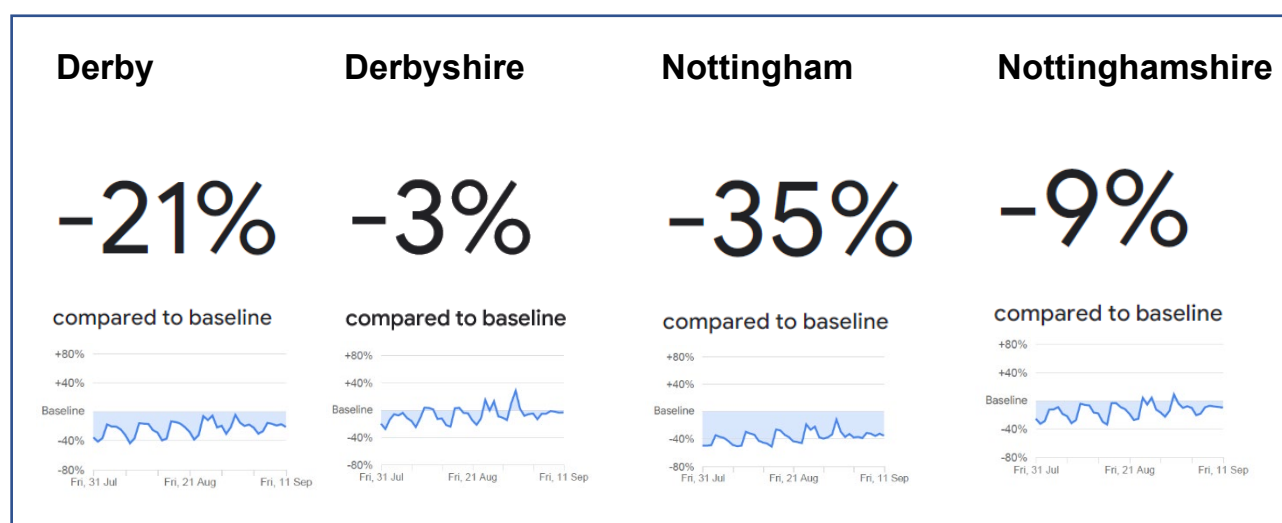 Derby
-21%
compared to baseline
+80%
+40%
Baseline
-40%
-80%
Fri, 31 Jul Fri, 21 Aug Fri, 11 Sep
Derbyshire
-3%
compared to baseline
+80%
+40%
Baseline
-40%
-80%
Fri, 31 Jul Fri, 21 Aug Fri, 11 Sep
Nottingham
-35%
compared to baseline
+80%
+40%
Baseline
-40%
-80%
Fri, 31 Jul Fri, 21 Aug Fri, 11 Sep
Nottinghamshire
-9%
compared to baseline
+80%
+40%
Baseline
-40%
-80%
Fri, 31 Jul Fri, 21 Aug Fri, 11 Sep